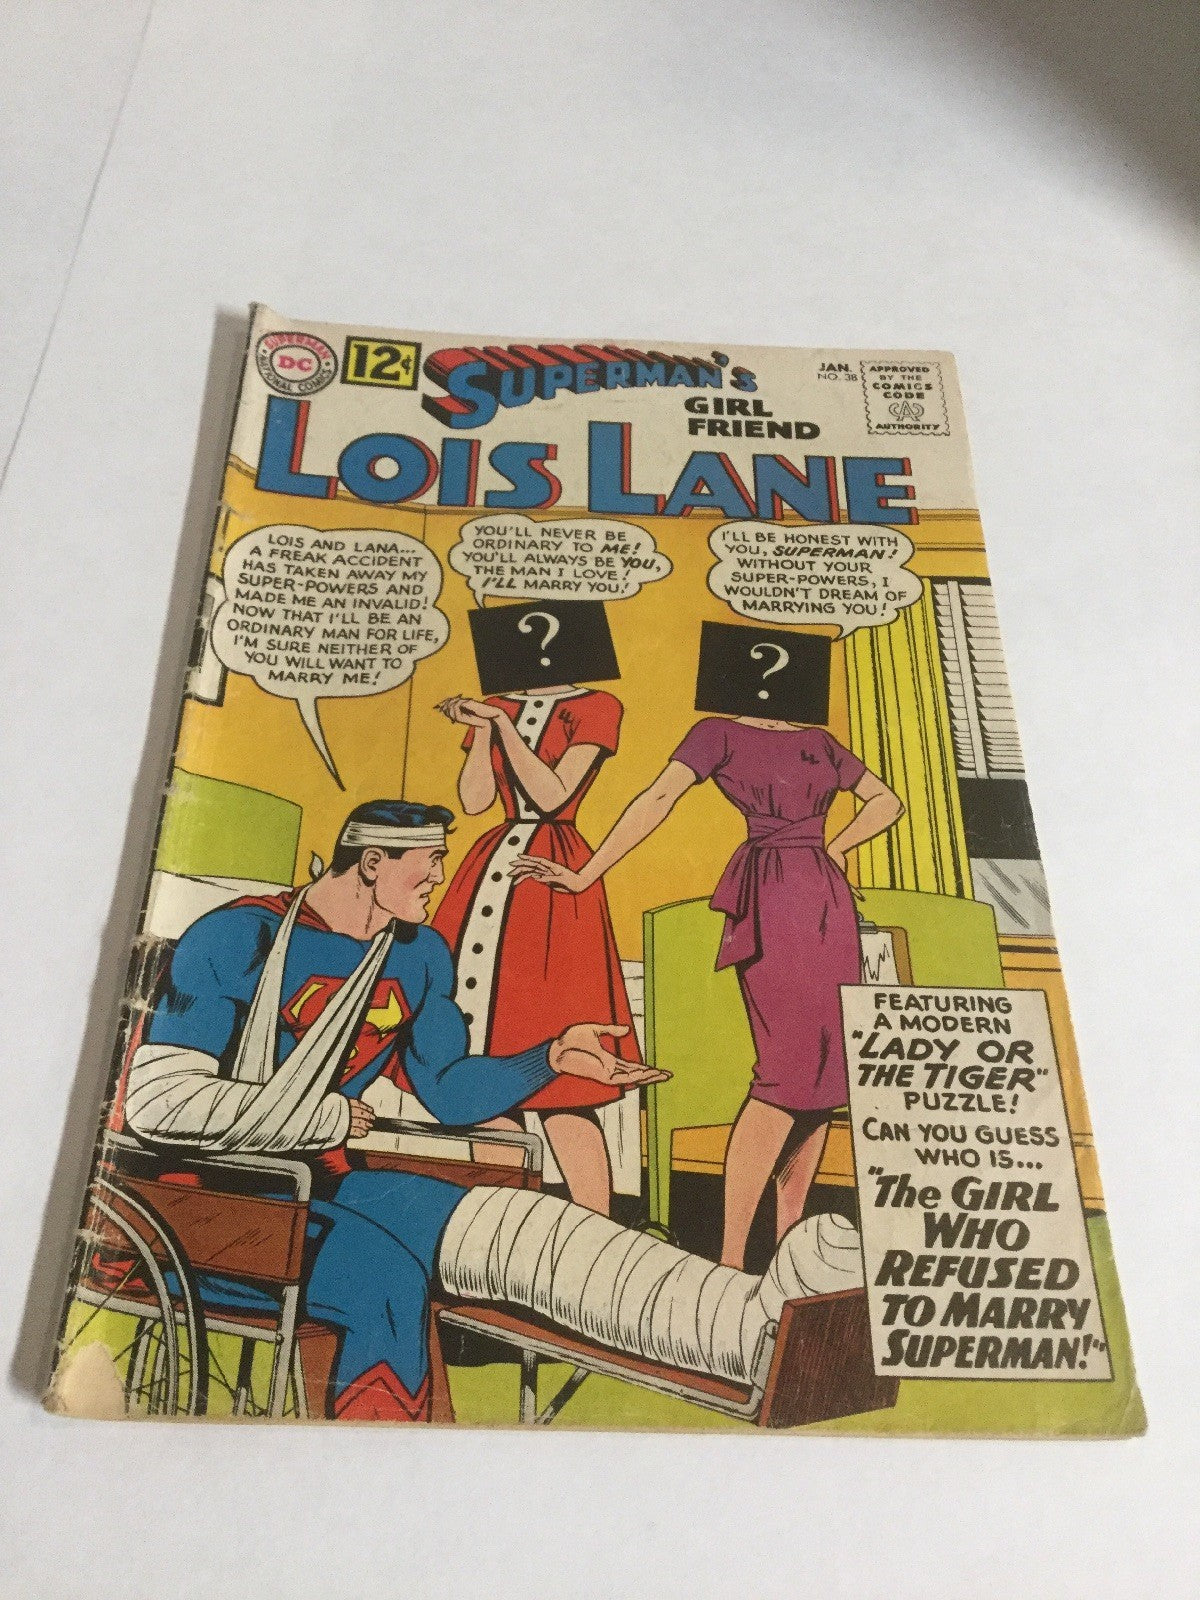 SUPERMAN
DC
NATIONAL COMICS
12¢
SUPERMAN'S
GIRL
FRIEND
LOIS LANE
JAN.
NO. 38
APPROVED
BY THE
COMICS
CODE
CA
AUTHORITY
LOIS AND LANA...
A FREAK ACCIDENT
HAS TAKEN AWAY MY
SUPER-POWERS AND
MADE ME AN INVALID!
NOW THAT I'LL BE AN
ORDINARY MAN FOR LIFE,
I'M SURE NEITHER OF
YOU WILL WANT TO
MARRY ME!
YOU'LL NEVER BE
ORDINARY TO ME!
YOU'LL ALWAYS BE YOU,
THE MAN I LOVE!
I'LL MARRY YOU!
I'LL BE HONEST WITH
YOU, SUPERMAN!
WITHOUT YOUR
SUPER-POWERS, I
WOULDN'T DREAM OF
MARRYING YOU!
?
?
FEATURING
A MODERN
"LADY OR
THE TIGER"
PUZZLE!
CAN YOU GUESS
WHO IS...
"The GIRL
WHO
REFUSED
TO MARRY
SUPERMAN!"